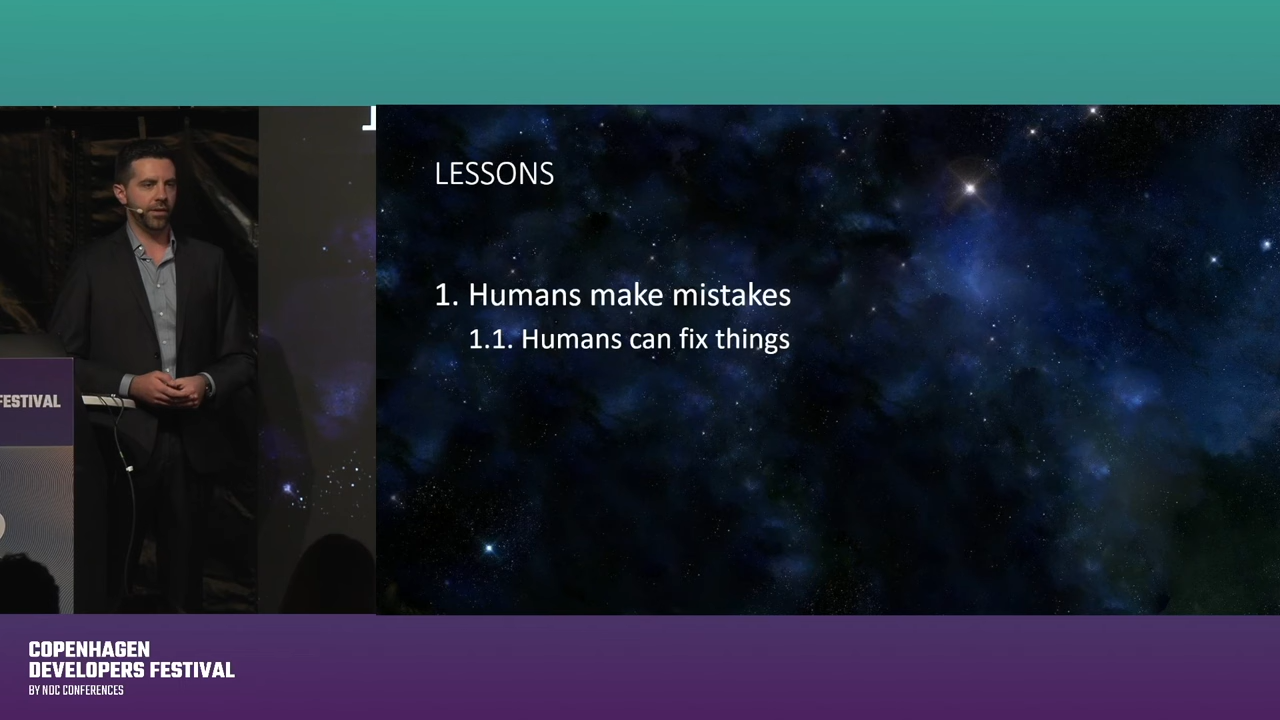 LESSONS
1. Humans make mistakes
1.1. Humans can fix things
FESTIVAL
COPENHAGEN
DEVELOPERS FESTIVAL
BY NDC CONFERENCES